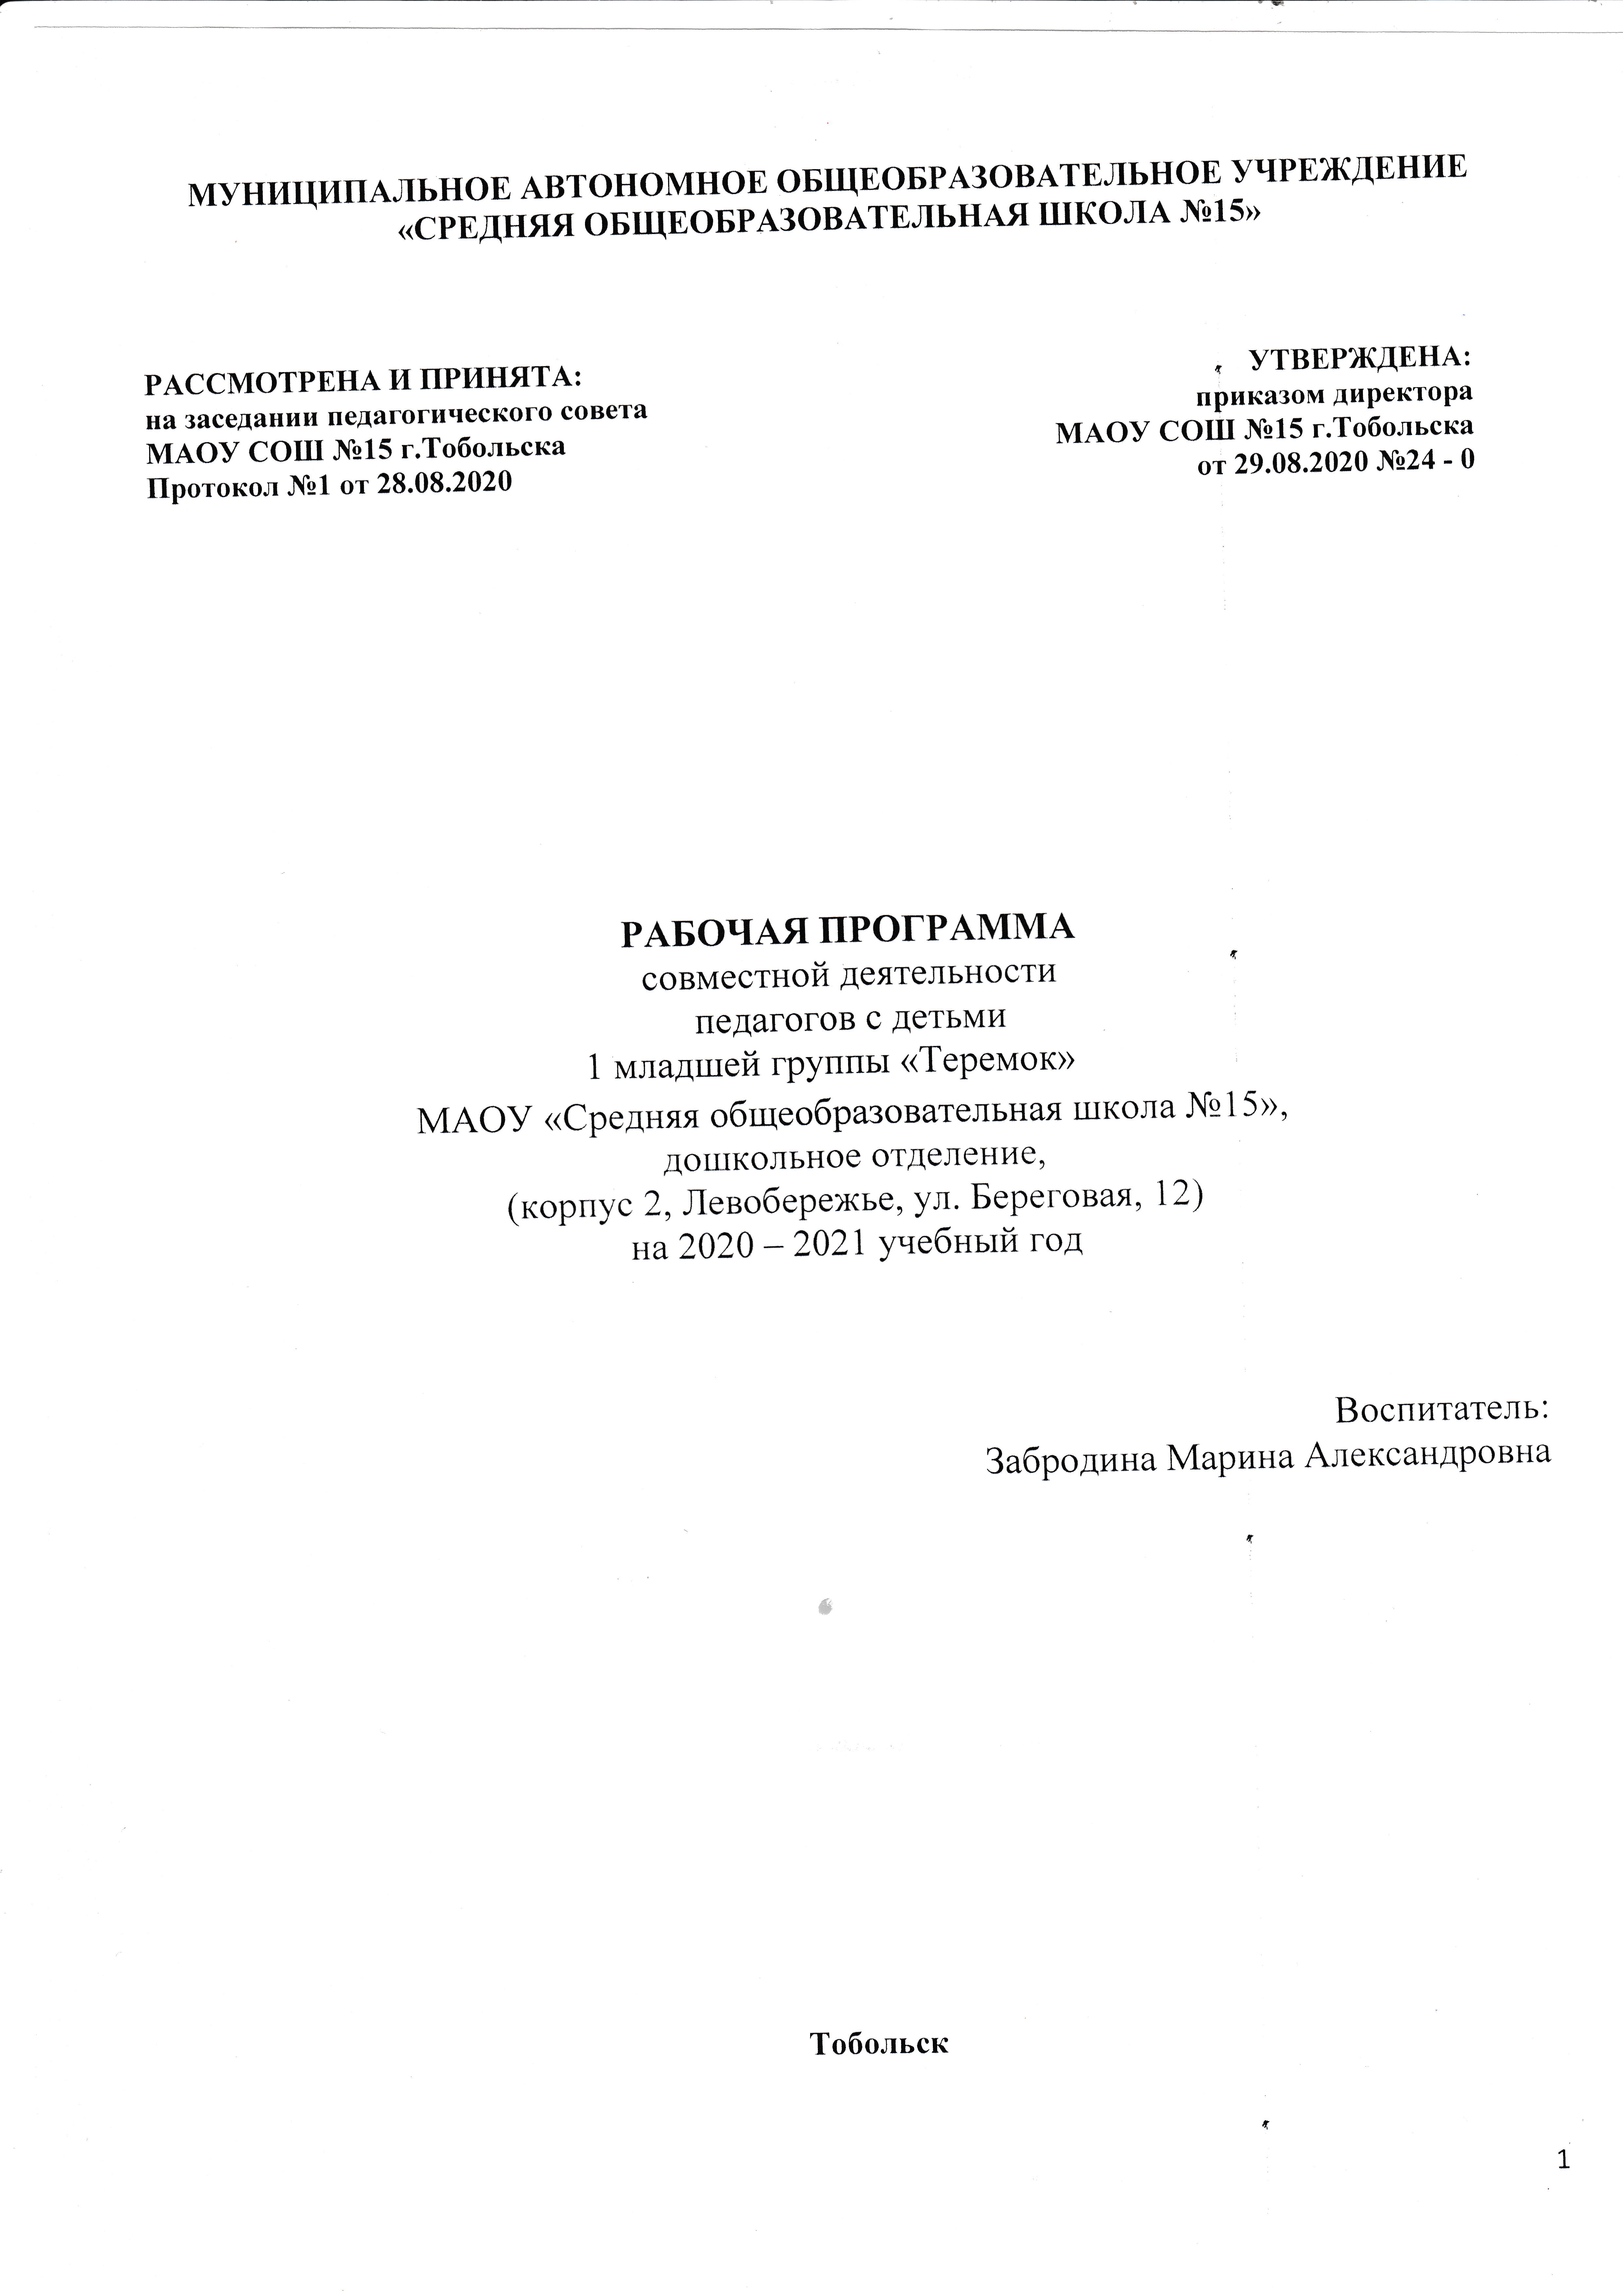 МУНИЦИПАЛЬНОЕ АВТОНОМНОЕ ОБЩЕОБРАЗОВАТЕЛЬНОЕ УЧРЕЖДЕНИЕ
«СРЕДНЯЯ ОБЩЕОБРАЗОВАТЕЛЬНАЯ ШКОЛА №15»
РАССМОТРЕНА И ПРИНЯТА:
на заседании педагогического совета
МАОУ СОШ №15 г.Тобольска
Протокол №1 от 28.08.2020
УТВЕРЖДЕНА:
приказом директора
МАОУ СОШ №15 г.Тобольска
от 29.08.2020 №24 - 0
РАБОЧАЯ ПРОГРАММА
совместной деятельности
педагогов с детьми
1 младшей группы «Теремок»
МАОУ «Средняя общеобразовательная школа №15»,
дошкольное отделение,
(корпус 2, Левобережье, ул. Береговая, 12)
на 2020 – 2021 учебный год
Воспитатель:
Забродина Марина Александровна
Тобольск
1